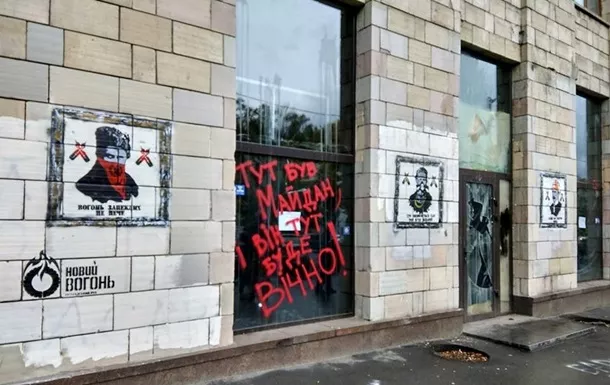 ВОГОНЬ ЗАПЕКЛИХ
НЕ ПЕЧЕ
НОВИЙ
ВОГОНЬ
ТУТ БУВ
МАЙДАН
І ВІН ТУТ
БУДЕ
ВІЧНО!